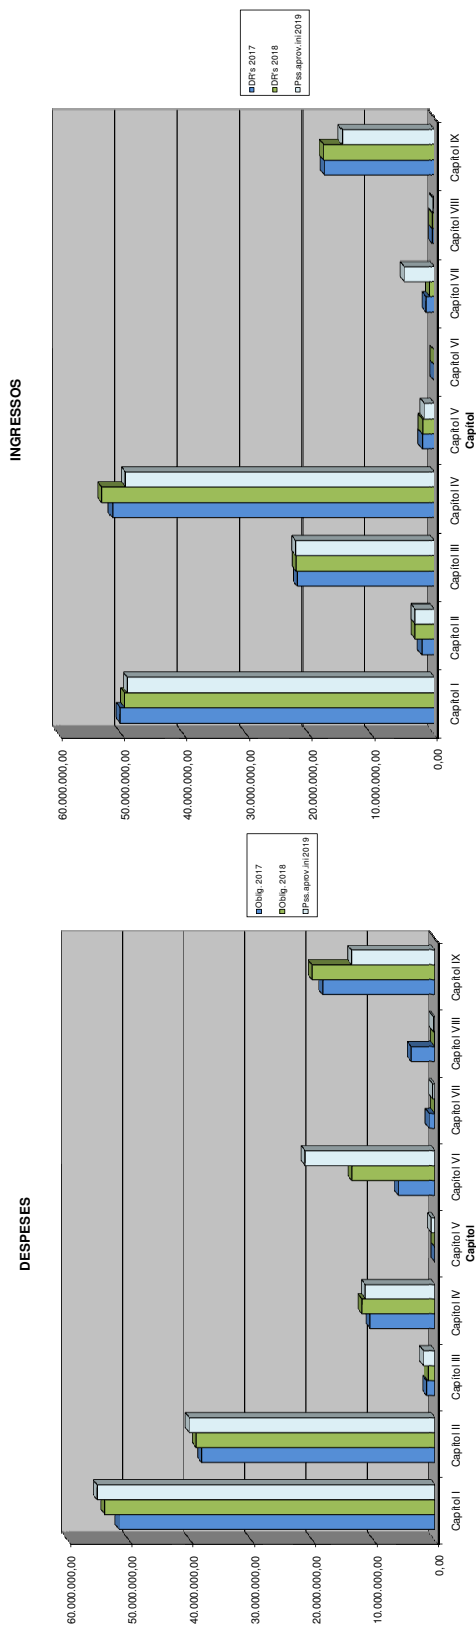 DESPESES
60.000.000,00
50.000.000,00
40.000.000,00
30.000.000,00
20.000.000,00
10.000.000,00
0,00
Capítol I
Capítol II
Capítol III
Capítol IV
Capítol V
Capítol VI
Capítol VII
Capítol VIII
Capítol IX
Capítol
Oblig. 2017
Oblig. 2018
Pss.aprov.ini2019
INGRESSOS
60.000.000,00
50.000.000,00
40.000.000,00
30.000.000,00
20.000.000,00
10.000.000,00
0,00
Capítol I
Capítol II
Capítol III
Capítol IV
Capítol V
Capítol VI
Capítol VII
Capítol VIII
Capítol IX
Capítol
DR's 2017
DR's 2018
Pss.aprov.ini2019